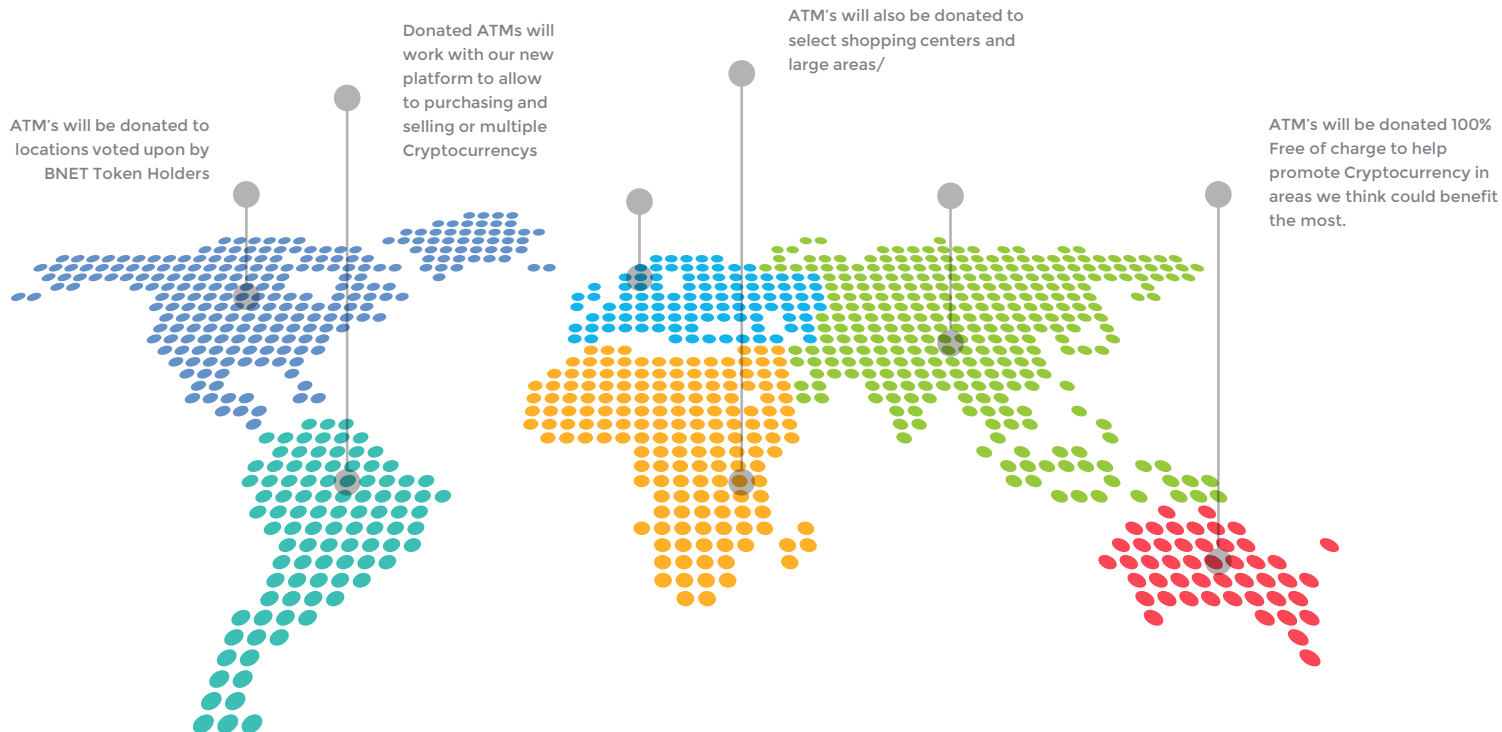 ATM's will be donated to
locations voted upon by
BNET Token Holders
Donated ATMs will
work with our new
platform to allow
to purchasing and
selling or multiple
Cryptocurrencys
ATM's will also be donated to
select shopping centers and
large areas/
ATM's will be donated 100%
Free of charge to help
promote Cryptocurrency in
areas we think could benefit
the most.